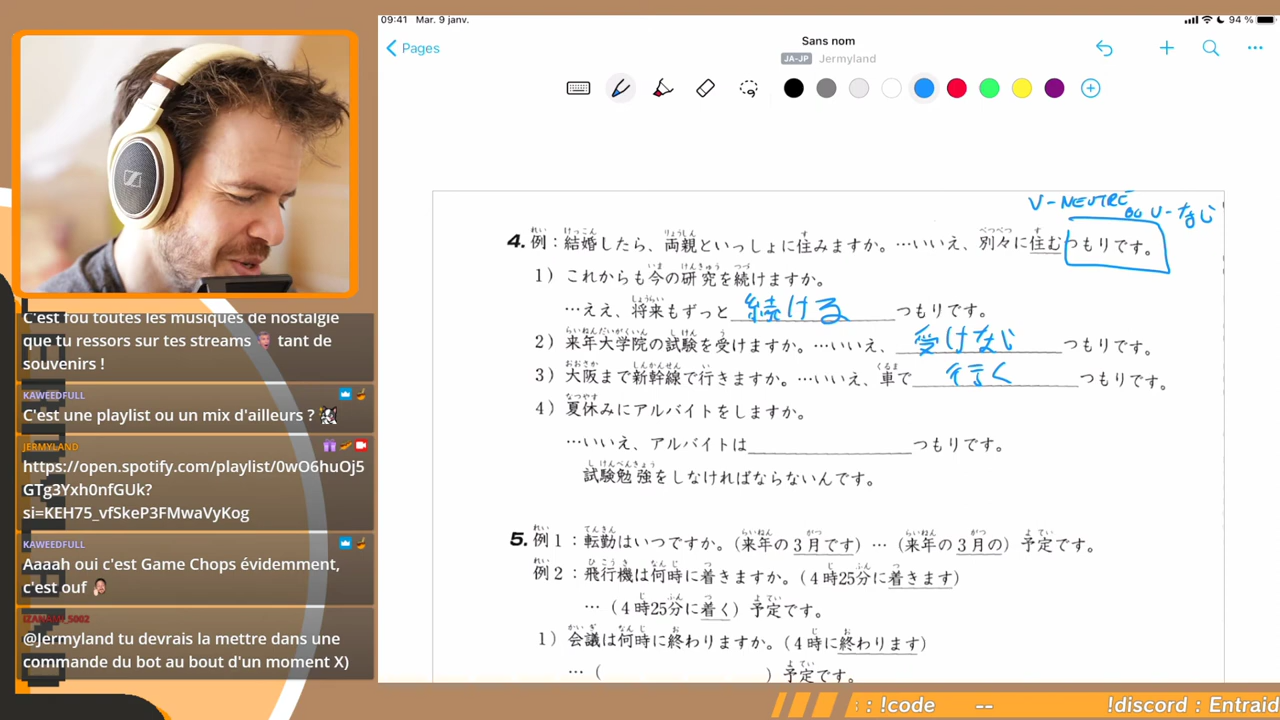 09:41 Mar. 9 janv.
94 %
Pages
Sans nom
JA-JP Jermyland
V-NEUTRE
ou V-ない
4. 例：結婚したら、両親といっしょに住みますか。…いいえ、別々に住むつもりです。
1）これからも今の研究を続けますか。
…ええ、将来もずっと 続ける つもりです。
2）来年大学院の試験を受けますか。…いいえ、 受けない つもりです。
3）大阪まで新幹線で行きますか。…いいえ、車で 行く つもりです。
4）夏休みにアルバイトをしますか。
…いいえ、アルバイトは つもりです。
試験勉強をしなければならないんです。
5. 例1：転勤はいつですか。（来年の3月です）…（来年の3月の）予定です。
例2：飛行機は何時に着きますか。（4時25分に着きます）
…（4時25分に着く）予定です。
1）会議は何時に終わりますか。（4時に終わります）
…（ ）予定です。
C'est fou toutes les musiques de nostalgie
que tu ressors sur tes streams tant de
souvenirs !
KAWEEDFULL
C'est une playlist ou un mix d'ailleurs ?
JERMYLAND
https://open.spotify.com/playlist/0wO6huOj5
GTg3Yxh0nfGUk?
si=KEH75_vfSkeP3FMwaVyKog
KAWEEDFULL
Aaaah oui c'est Game Chops évidemment,
c'est ouf
@Jermyland tu devrais la mettre dans une
commande du bot au bout d'un moment X)
: : !code -- !discord : Entraid